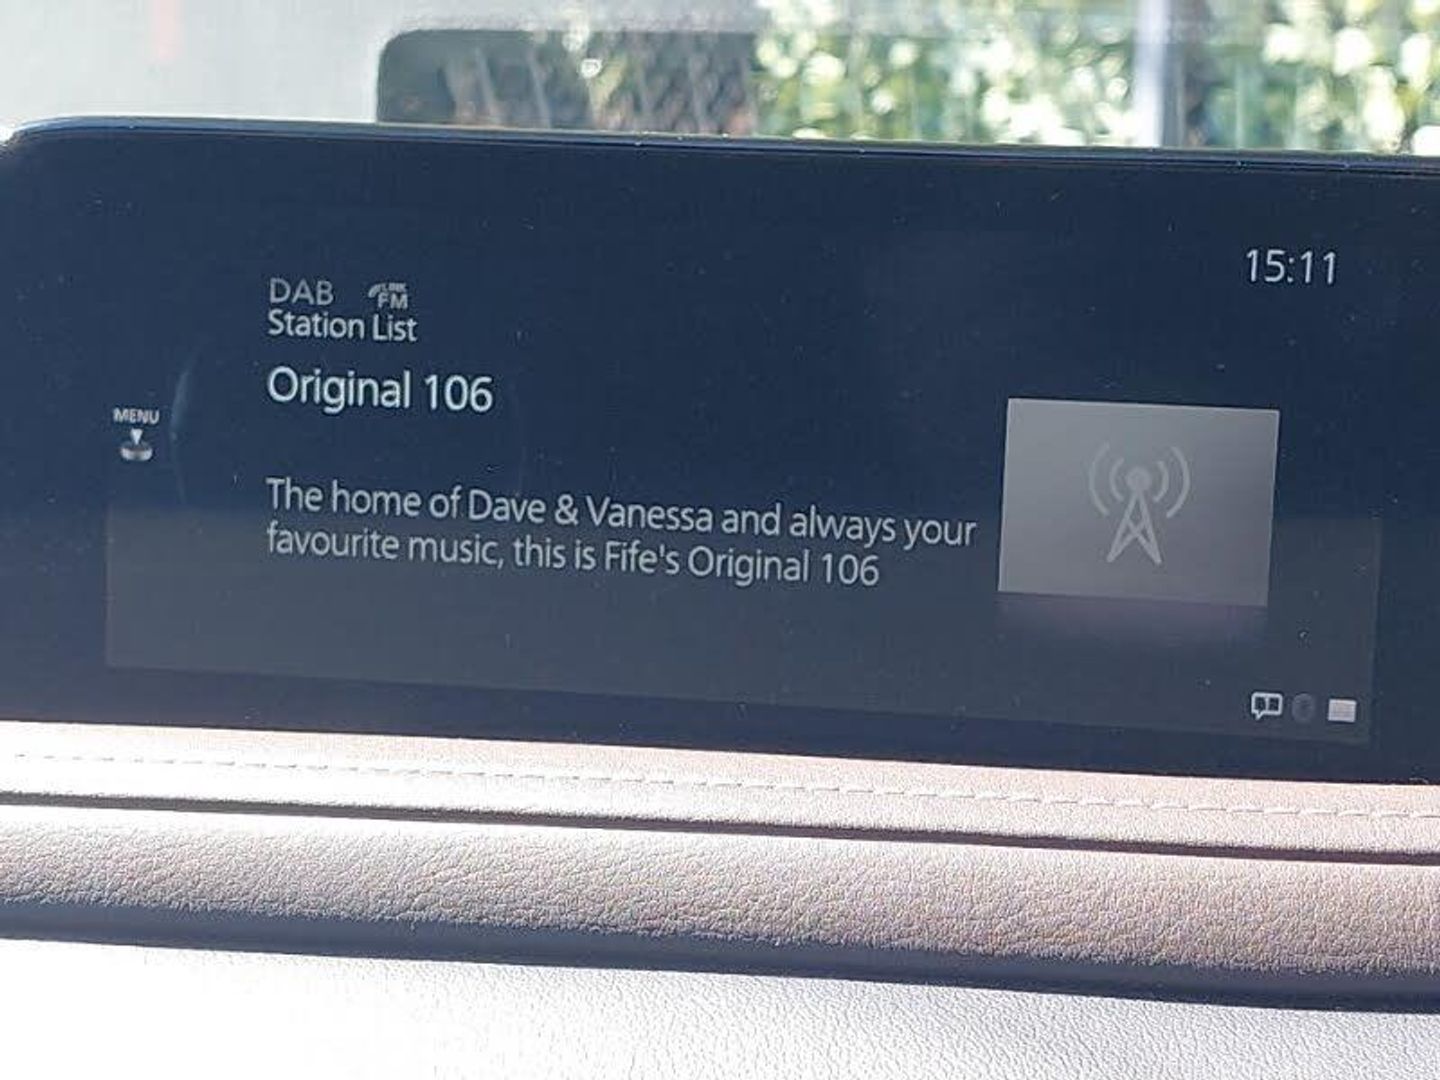 15:11
DAB LINK FM
Station List
Original 106
MENU
The home of Dave & Vanessa and always your
favourite music, this is Fife's Original 106